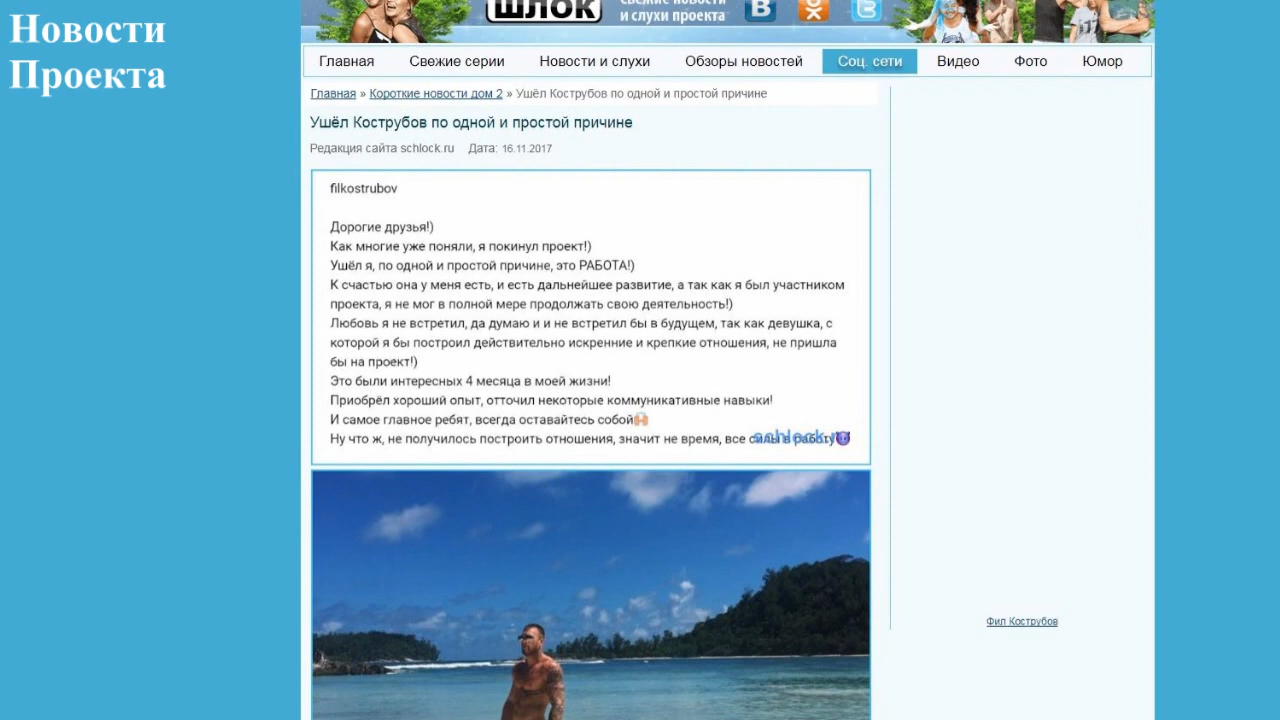 Новости
Проекта
ШЛОК
свежие новости
и слухи проекта
Главная Свежие серии Новости и слухи Обзоры новостей Соц. сети Видео Фото Юмор
Главная » Короткие новости дом 2 » Ушёл Кострубов по одной и простой причине
Ушёл Кострубов по одной и простой причине
Редакция сайта schlock.ru Дата: 16.11.2017
filkostrubov
Дорогие друзья!)
Как многие уже поняли, я покинул проект!)
Ушёл я, по одной и простой причине, это РАБОТА!)
К счастью она у меня есть, и есть дальнейшее развитие, а так как я был участником
проекта, я не мог в полной мере продолжать свою деятельность!)
Любовь я не встретил, да думаю и и не встретил бы в будущем, так как девушка, с
которой я бы построил действительно искренние и крепкие отношения, не пришла
бы на проект!)
Это были интересных 4 месяца в моей жизни!
Приобрёл хороший опыт, отточил некоторые коммуникативные навыки!
И самое главное ребят, всегда оставайтесь собой
Ну что ж, не получилось построить отношения, значит не время, все силы в работу
schlock.ru
Фил Кострубов